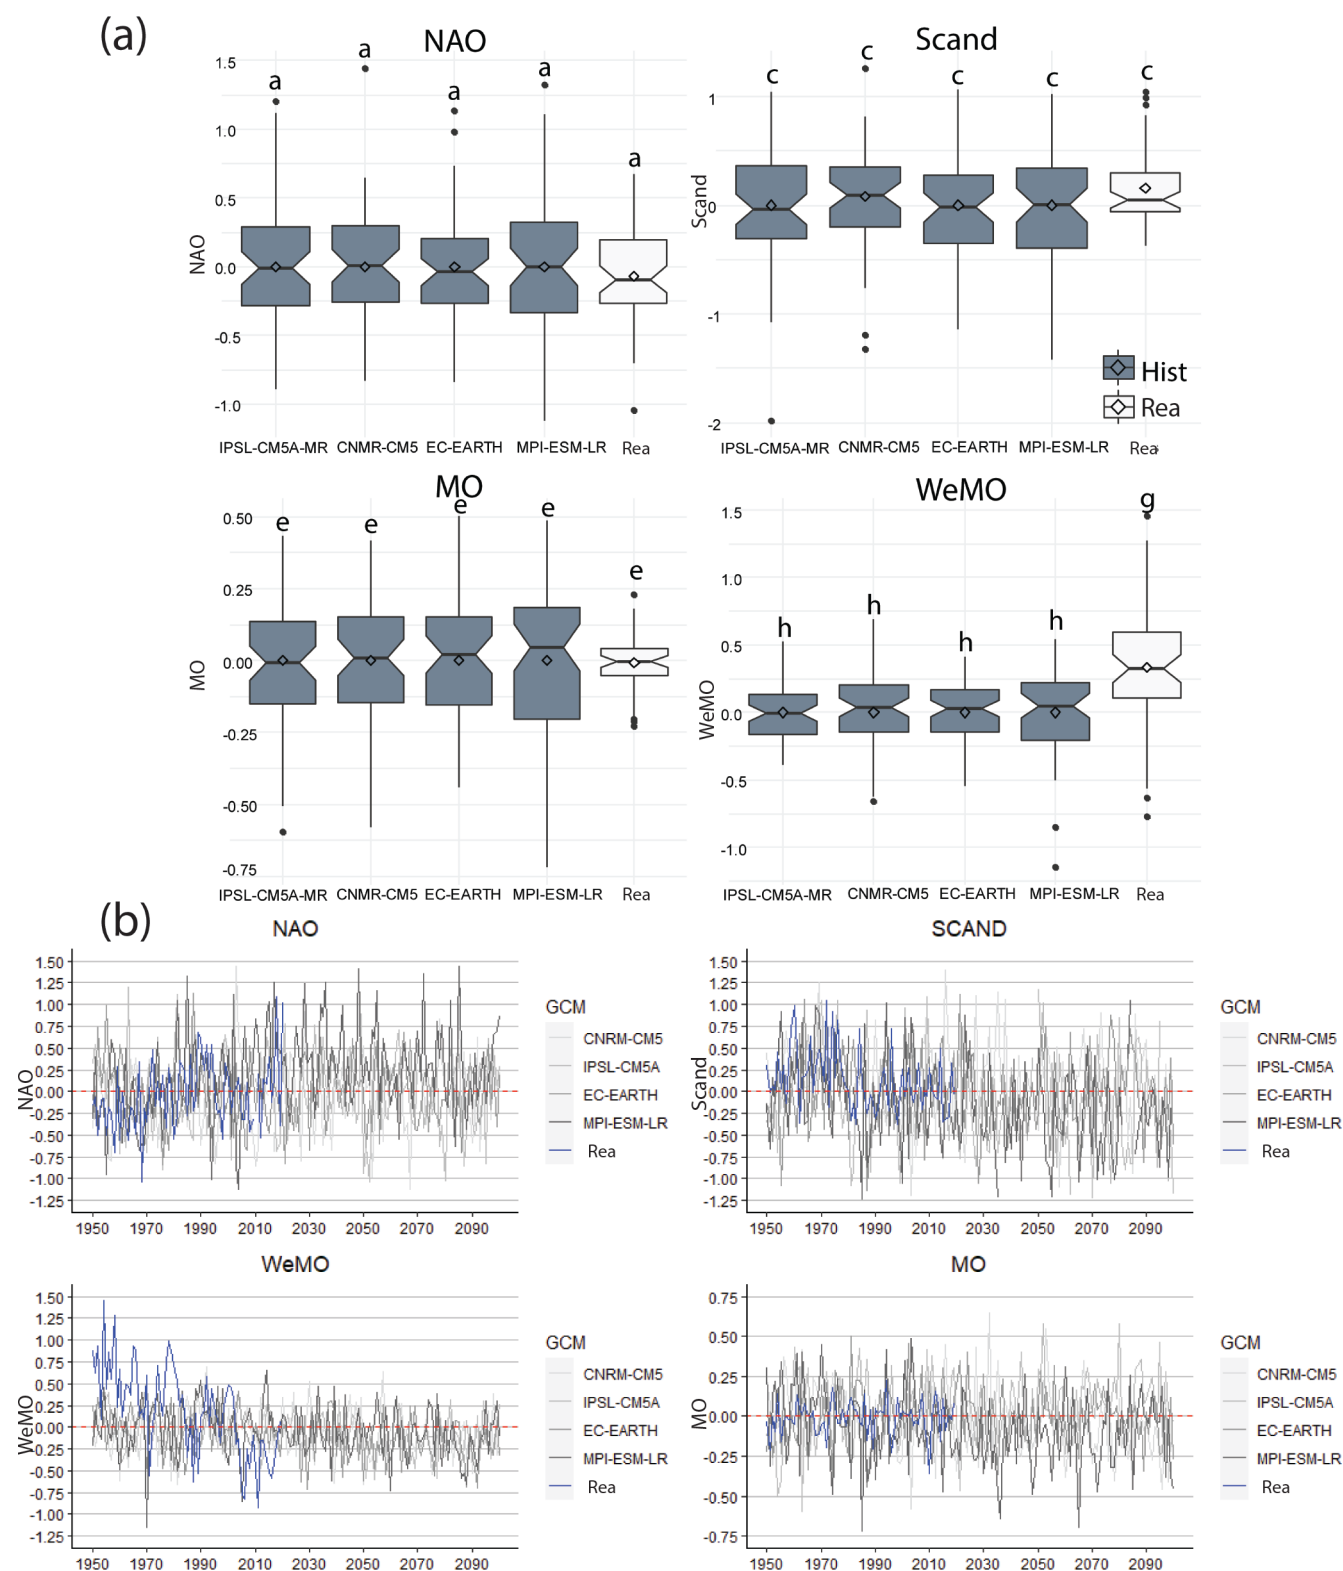 (a)
NAO
a
a
a
a
a
1.5
1.0
0.5
0.0
-0.5
-1.0
NAO
IPSL-CM5A-MR CNMR-CM5 EC-EARTH MPI-ESM-LR Rea
Scand
c
c
c
c
c
1
0
-1
-2
Scand
Hist
Rea
IPSL-CM5A-MR CNMR-CM5 EC-EARTH MPI-ESM-LR Rea
MO
e
e
e
e
e
0.50
0.25
0.00
-0.25
-0.50
-0.75
MO
IPSL-CM5A-MR CNMR-CM5 EC-EARTH MPI-ESM-LR Rea
WeMO
h
h
h
h
g
1.5
1.0
0.5
0.0
-0.5
-1.0
WeMO
IPSL-CM5A-MR CNMR-CM5 EC-EARTH MPI-ESM-LR Rea
(b)
NAO
1.50
1.25
1.00
0.75
0.50
0.25
0.00
-0.25
-0.50
-0.75
-1.00
-1.25
NAO
1950 1970 1990 2010 2030 2050 2070 2090
GCM
CNRM-CM5
IPSL-CM5A
EC-EARTH
MPI-ESM-LR
Rea
SCAND
1.50
1.25
1.00
0.75
0.50
0.25
0.00
-0.25
-0.50
-0.75
-1.00
-1.25
Scand
1950 1970 1990 2010 2030 2050 2070 2090
GCM
CNRM-CM5
IPSL-CM5A
EC-EARTH
MPI-ESM-LR
Rea
WeMO
1.50
1.25
1.00
0.75
0.50
0.25
0.00
-0.25
-0.50
-0.75
-1.00
-1.25
WeMO
1950 1970 1990 2010 2030 2050 2070 2090
GCM
CNRM-CM5
IPSL-CM5A
EC-EARTH
MPI-ESM-LR
Rea
MO
0.75
0.50
0.25
0.00
-0.25
-0.50
-0.75
MO
1950 1970 1990 2010 2030 2050 2070 2090
GCM
CNRM-CM5
IPSL-CM5A
EC-EARTH
MPI-ESM-LR
Rea